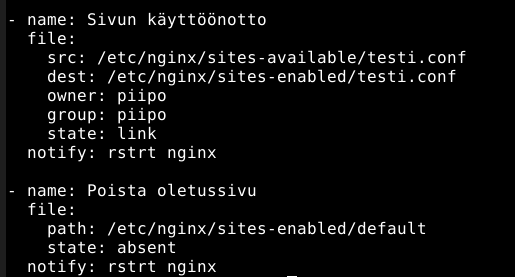 - name: Sivun käyttöönotto
  file:
    src: /etc/nginx/sites-available/testi.conf
    dest: /etc/nginx/sites-enabled/testi.conf
    owner: piipo
    group: piipo
    state: link
  notify: rstrt nginx

- name: Poista oletussivu
  file:
    path: /etc/nginx/sites-enabled/default
    state: absent
  notify: rstrt nginx